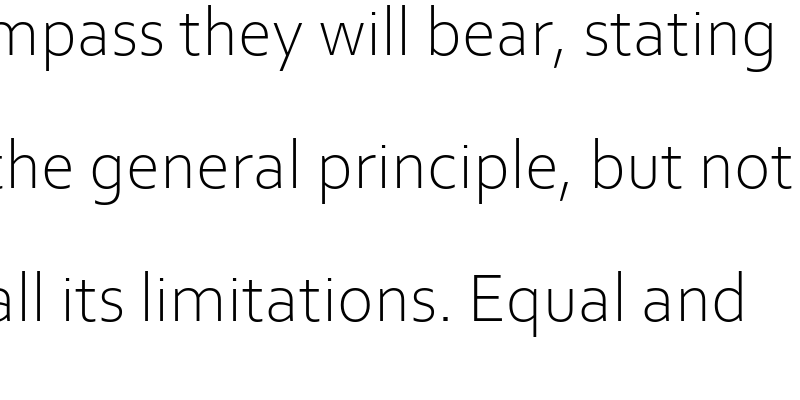 mpass they will bear, stating
the general principle, but not
all its limitations. Equal and